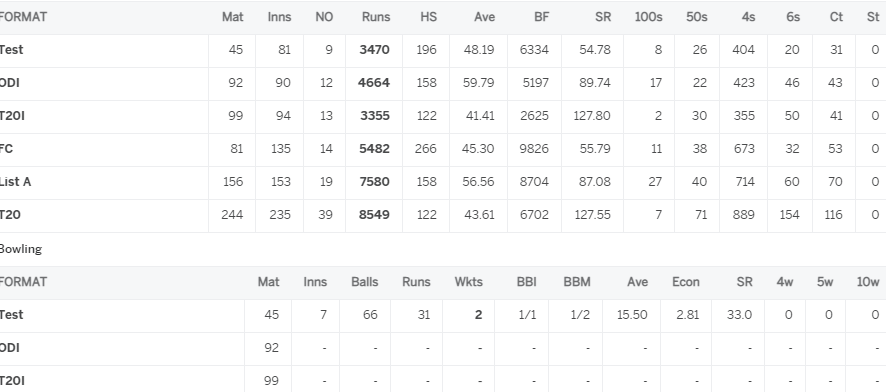 FORMAT Mat Inns NO Runs HS Ave BF SR 100s 50s 4s 6s Ct St
Test 45 81 9 3470 196 48.19 6334 54.78 8 26 404 20 31 0
ODI 92 90 12 4664 158 59.79 5197 89.74 17 22 423 46 43 0
T20I 99 94 13 3355 122 41.41 2625 127.80 2 30 355 50 41 0
FC 81 135 14 5482 266 45.30 9826 55.79 11 38 673 32 53 0
List A 156 153 19 7580 158 56.56 8704 87.08 27 40 714 60 70 0
T20 244 235 39 8549 122 43.61 6702 127.55 7 71 889 154 116 0
Bowling
FORMAT Mat Inns Balls Runs Wkts BBI BBM Ave Econ SR 4w 5w 10w
Test 45 7 66 31 2 1/1 1/2 15.50 2.81 33.0 0 0 0
ODI 92 - - - - - - - - - - - -
T20I 99 - - - - - - - - - - - -